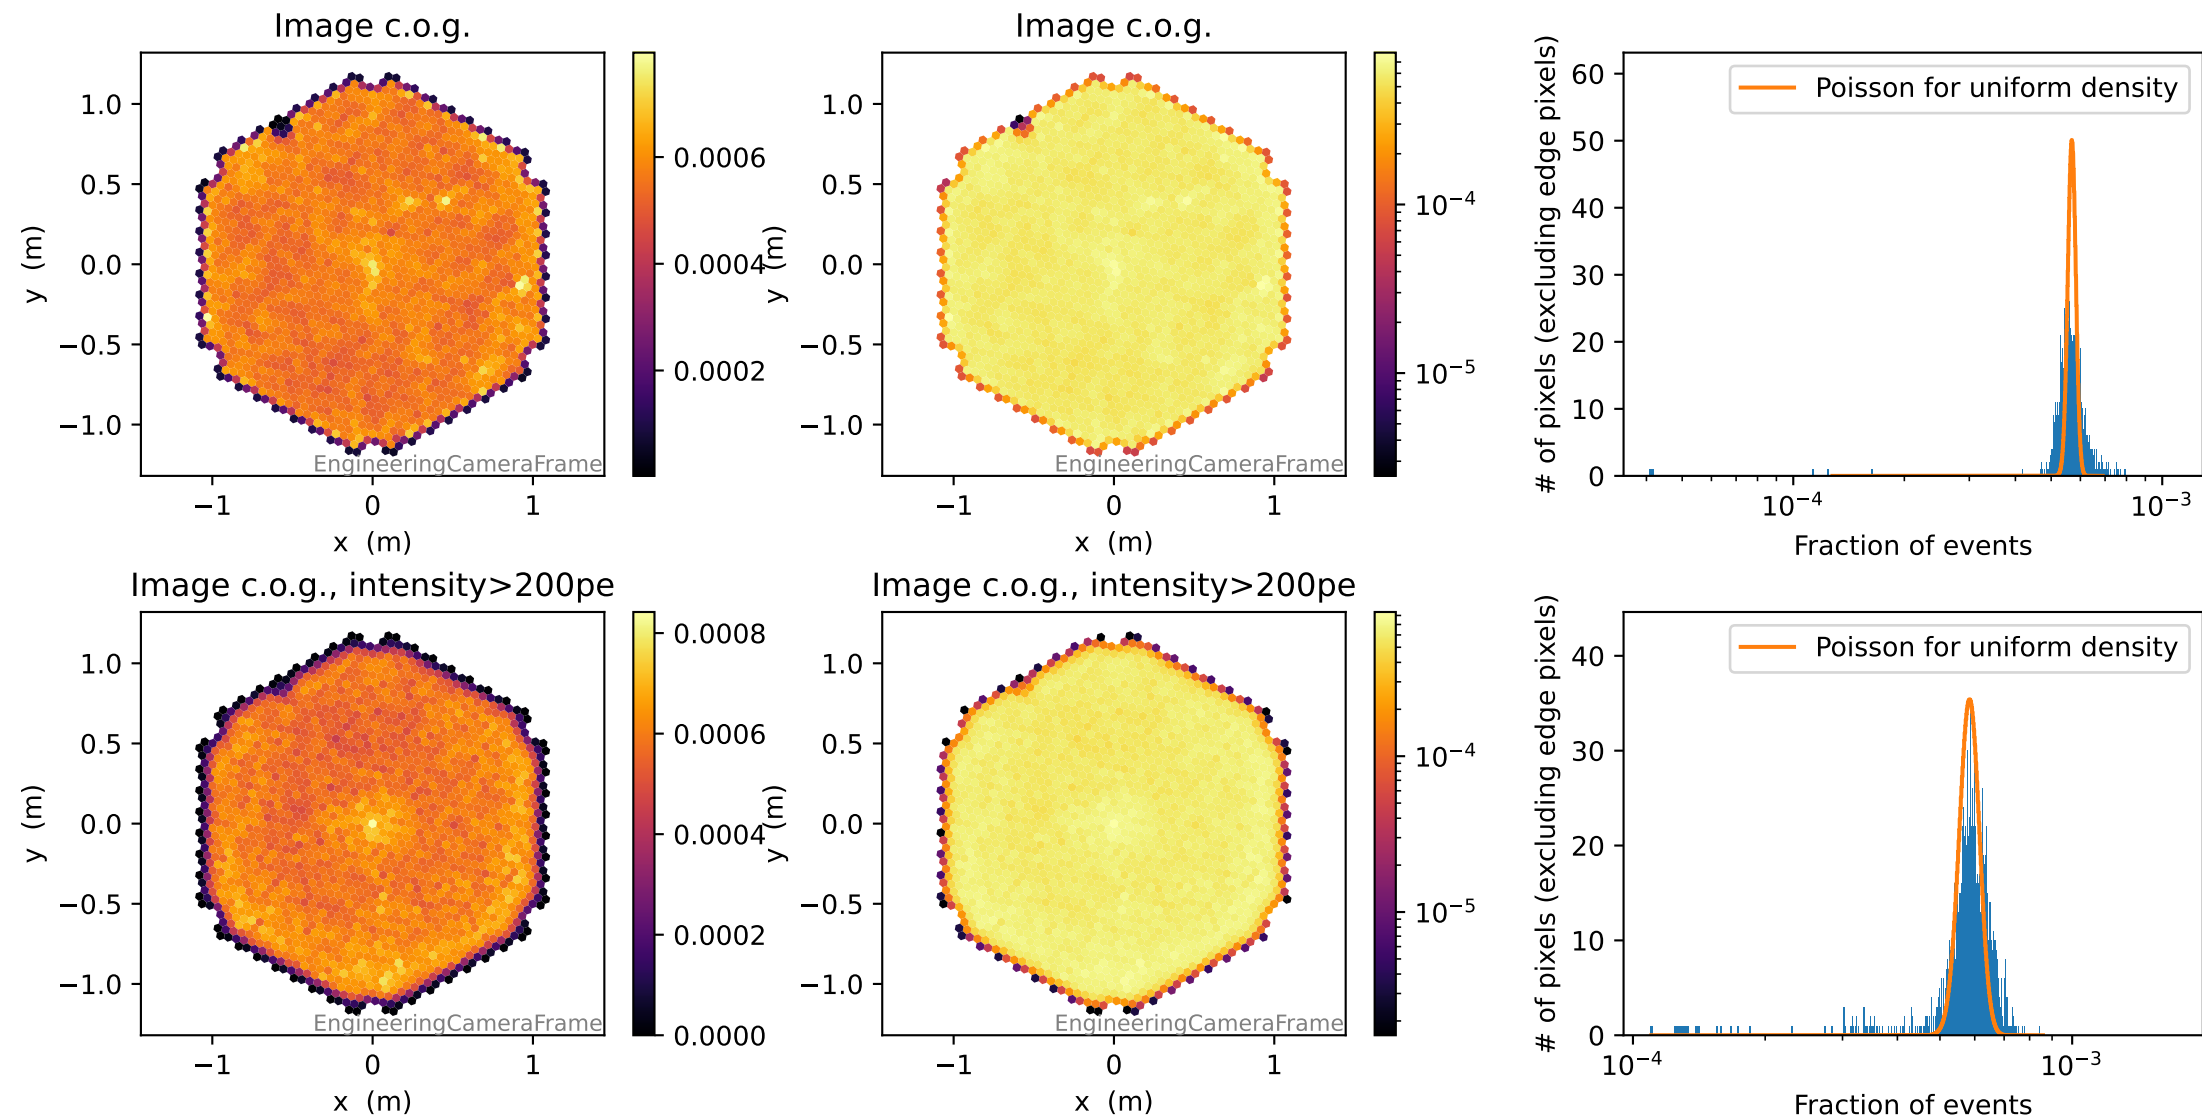 Image c.o.g.
1.0
0.5
0.0
−0.5
−1.0
y (m)
−1
0
1
x (m)
EngineeringCameraFrame
0.0006
0.0004
0.0002
Image c.o.g.
1.0
0.5
0.0
−0.5
−1.0
y (m)
−1
0
1
x (m)
EngineeringCameraFrame
10⁻⁴
10⁻⁵
Poisson for uniform density
60
50
40
30
20
10
0
# of pixels (excluding edge pixels)
10⁻⁴
10⁻³
Fraction of events
Image c.o.g., intensity>200pe
1.0
0.5
0.0
−0.5
−1.0
y (m)
−1
0
1
x (m)
EngineeringCameraFrame
0.0008
0.0006
0.0004
0.0002
0.0000
Image c.o.g., intensity>200pe
1.0
0.5
0.0
−0.5
−1.0
y (m)
−1
0
1
x (m)
EngineeringCameraFrame
10⁻⁴
10⁻⁵
Poisson for uniform density
40
30
20
10
0
# of pixels (excluding edge pixels)
10⁻⁴
10⁻³
Fraction of events